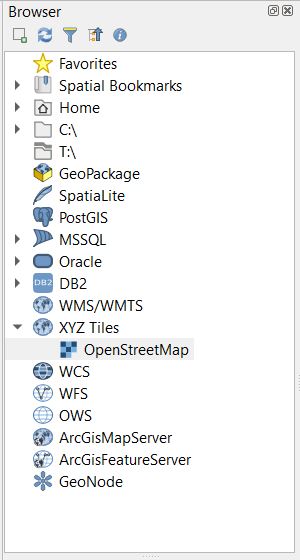 Browser
Favorites
Spatial Bookmarks
Home
C:\
T:\
GeoPackage
SpatiaLite
PostGIS
MSSQL
Oracle
DB2 DB2
WMS/WMTS
XYZ Tiles
OpenStreetMap
WCS
WFS
OWS
ArcGisMapServer
ArcGisFeatureServer
GeoNode